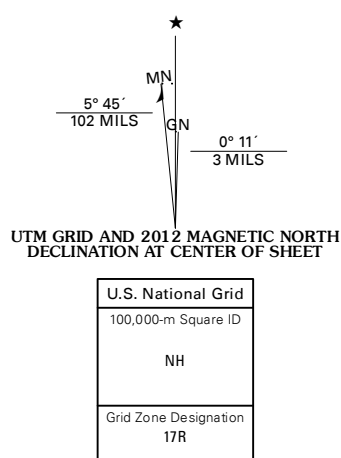 ★
MN.
5° 45´
102 MILS
GN
0° 11´
3 MILS
UTM GRID AND 2012 MAGNETIC NORTH
DECLINATION AT CENTER OF SHEET
U.S. National Grid
100,000-m Square ID
NH
Grid Zone Designation
17R